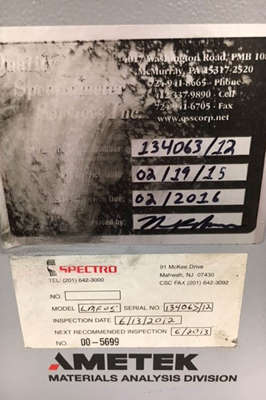 Quality 4017 Washington Road, PMB 10
Spectrometer McMurray, PA 15317-2520
724-941-8665 - Phone
Services Inc. 412-337-9890 - Cell
724-941-6705 - Fax
www.qsscorp.net
134063/12
02/19/15
02/2016
SPECTRO 91 McKee Drive
TEL: (201) 642-3000 Mahwah, NJ 07430
CSC FAX (201) 642-3092
NO.
MODEL SERIAL NO. 134063/12
INSPECTION DATE 6/13/2012
NEXT RECOMMENDED INSPECTION 6/2013
NO. 00-5699
AMETEK
MATERIALS ANALYSIS DIVISION